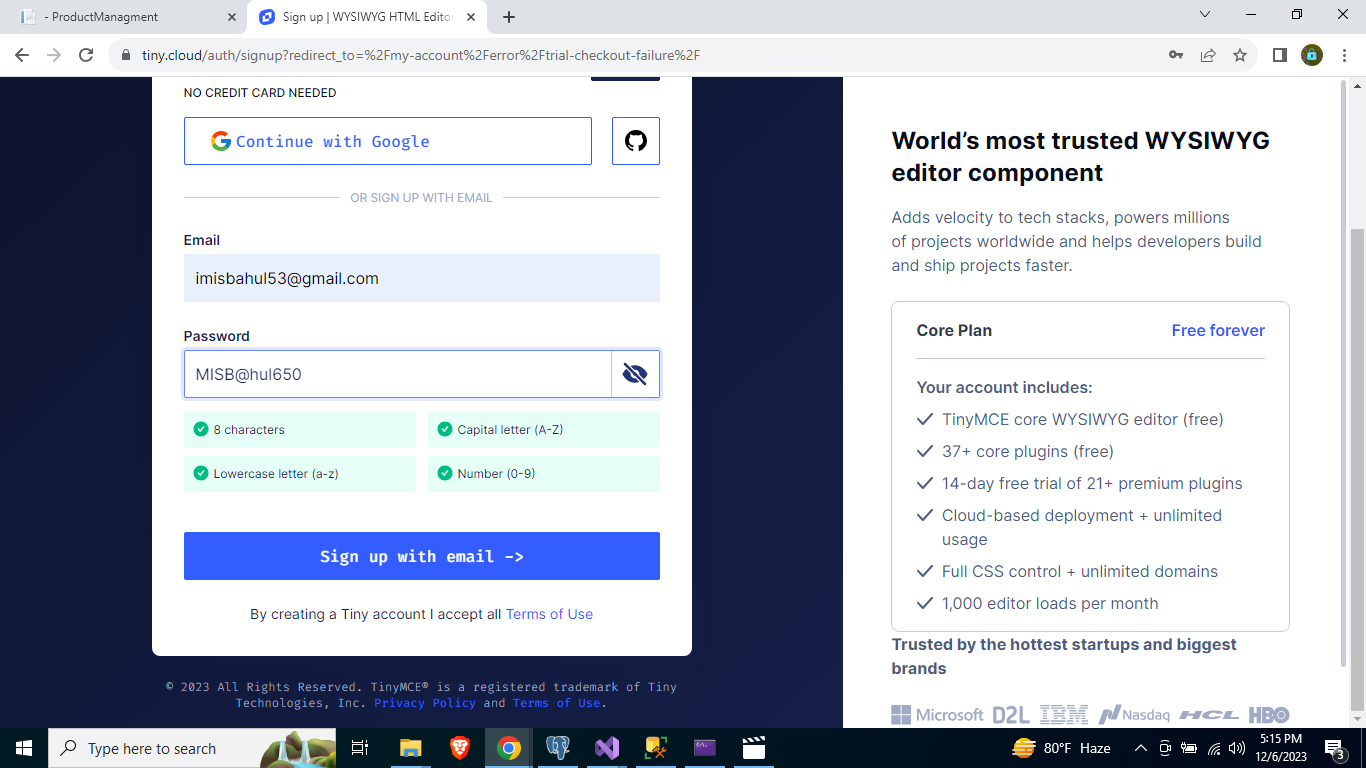 - ProductManagment
Sign up | WYSIWYG HTML Editor
tiny.cloud/auth/signup?redirect_to=%2Fmy-account%2Ferror%2Ftrial-checkout-failure%2F
NO CREDIT CARD NEEDED
Continue with Google
OR SIGN UP WITH EMAIL
Email
imisbahul53@gmail.com
Password
MISB@hul650
8 characters
Capital letter (A-Z)
Lowercase letter (a-z)
Number (0-9)
Sign up with email ->
By creating a Tiny account I accept all Terms of Use
© 2023 All Rights Reserved. TinyMCE® is a registered trademark of Tiny
Technologies, Inc. Privacy Policy and Terms of Use.
World’s most trusted WYSIWYG
editor component
Adds velocity to tech stacks, powers millions
of projects worldwide and helps developers build
and ship projects faster.
Core Plan
Free forever
Your account includes:
TinyMCE core WYSIWYG editor (free)
37+ core plugins (free)
14-day free trial of 21+ premium plugins
Cloud-based deployment + unlimited
usage
Full CSS control + unlimited domains
1,000 editor loads per month
Trusted by the hottest startups and biggest
brands
Microsoft D2L IBM Nasdaq HCL HBO
Type here to search
80°F Haze
5:15 PM
12/6/2023
3